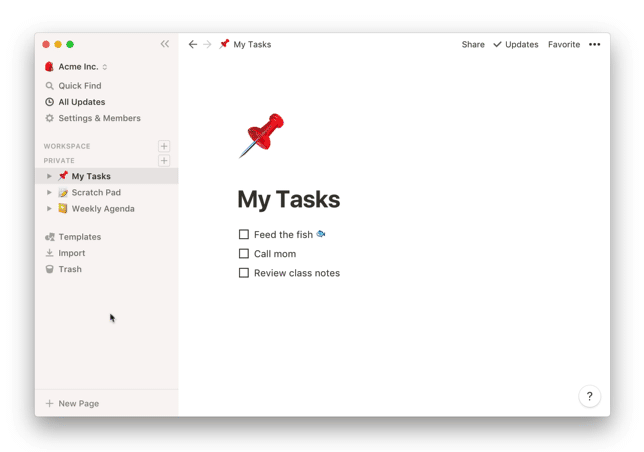 Acme Inc.
Quick Find
All Updates
Settings & Members
WORKSPACE
PRIVATE
My Tasks
Scratch Pad
Weekly Agenda
Templates
Import
Trash
New Page
My Tasks
Share
Updates
Favorite
My Tasks
Feed the fish
Call mom
Review class notes
?